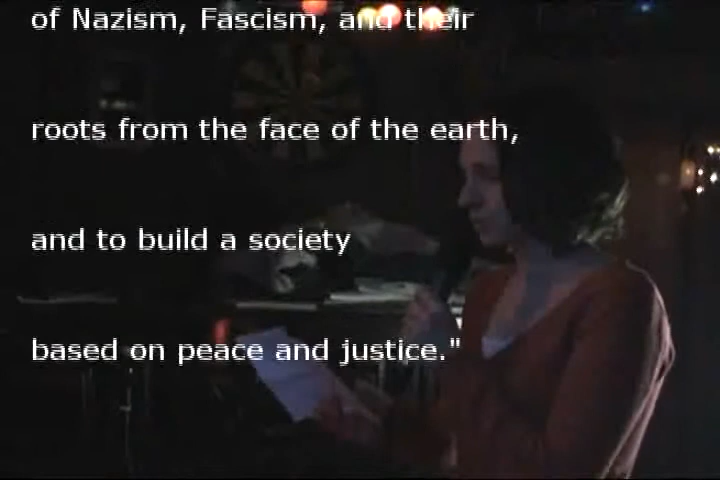 of Nazism, Fascism, and their
roots from the face of the earth,
and to build a society
based on peace and justice."